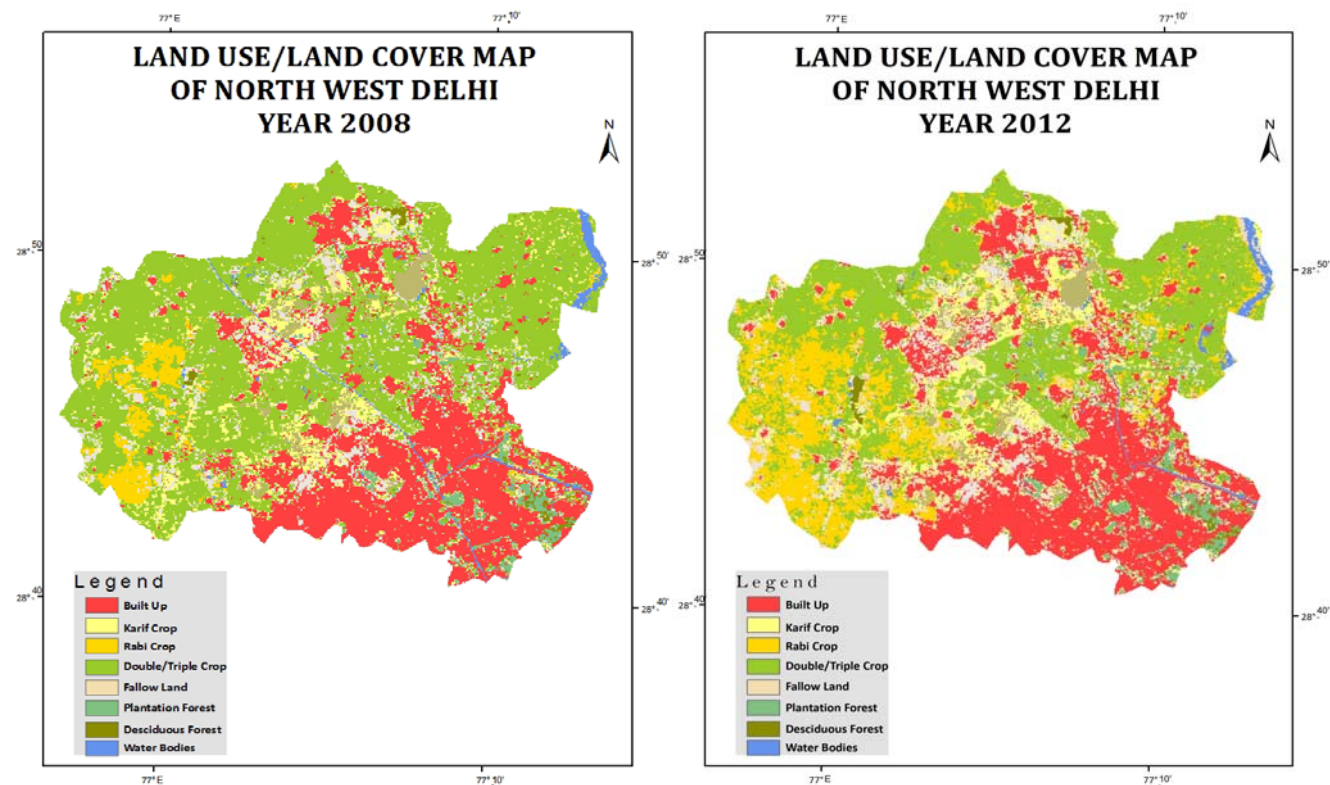 77° E
77° 10'
LAND USE/LAND COVER MAP
OF NORTH WEST DELHI
YEAR 2008
N
28° 50'
28° 50'
Legend
Built Up
Karif Crop
Rabi Crop
Double/Triple Crop
Fallow Land
Plantation Forest
Desciduous Forest
Water Bodies
28° 40'
28° 40'
77° E
77° 30'
77° E
77° 10'
LAND USE/LAND COVER MAP
OF NORTH WEST DELHI
YEAR 2012
N
28° 50'
28° 50'
Legend
Built Up
Karif Crop
Rabi Crop
Double/Triple Crop
Fallow Land
Plantation Forest
Desciduous Forest
Water Bodies
28° 40'
28° 40'
77° E
77° 10'